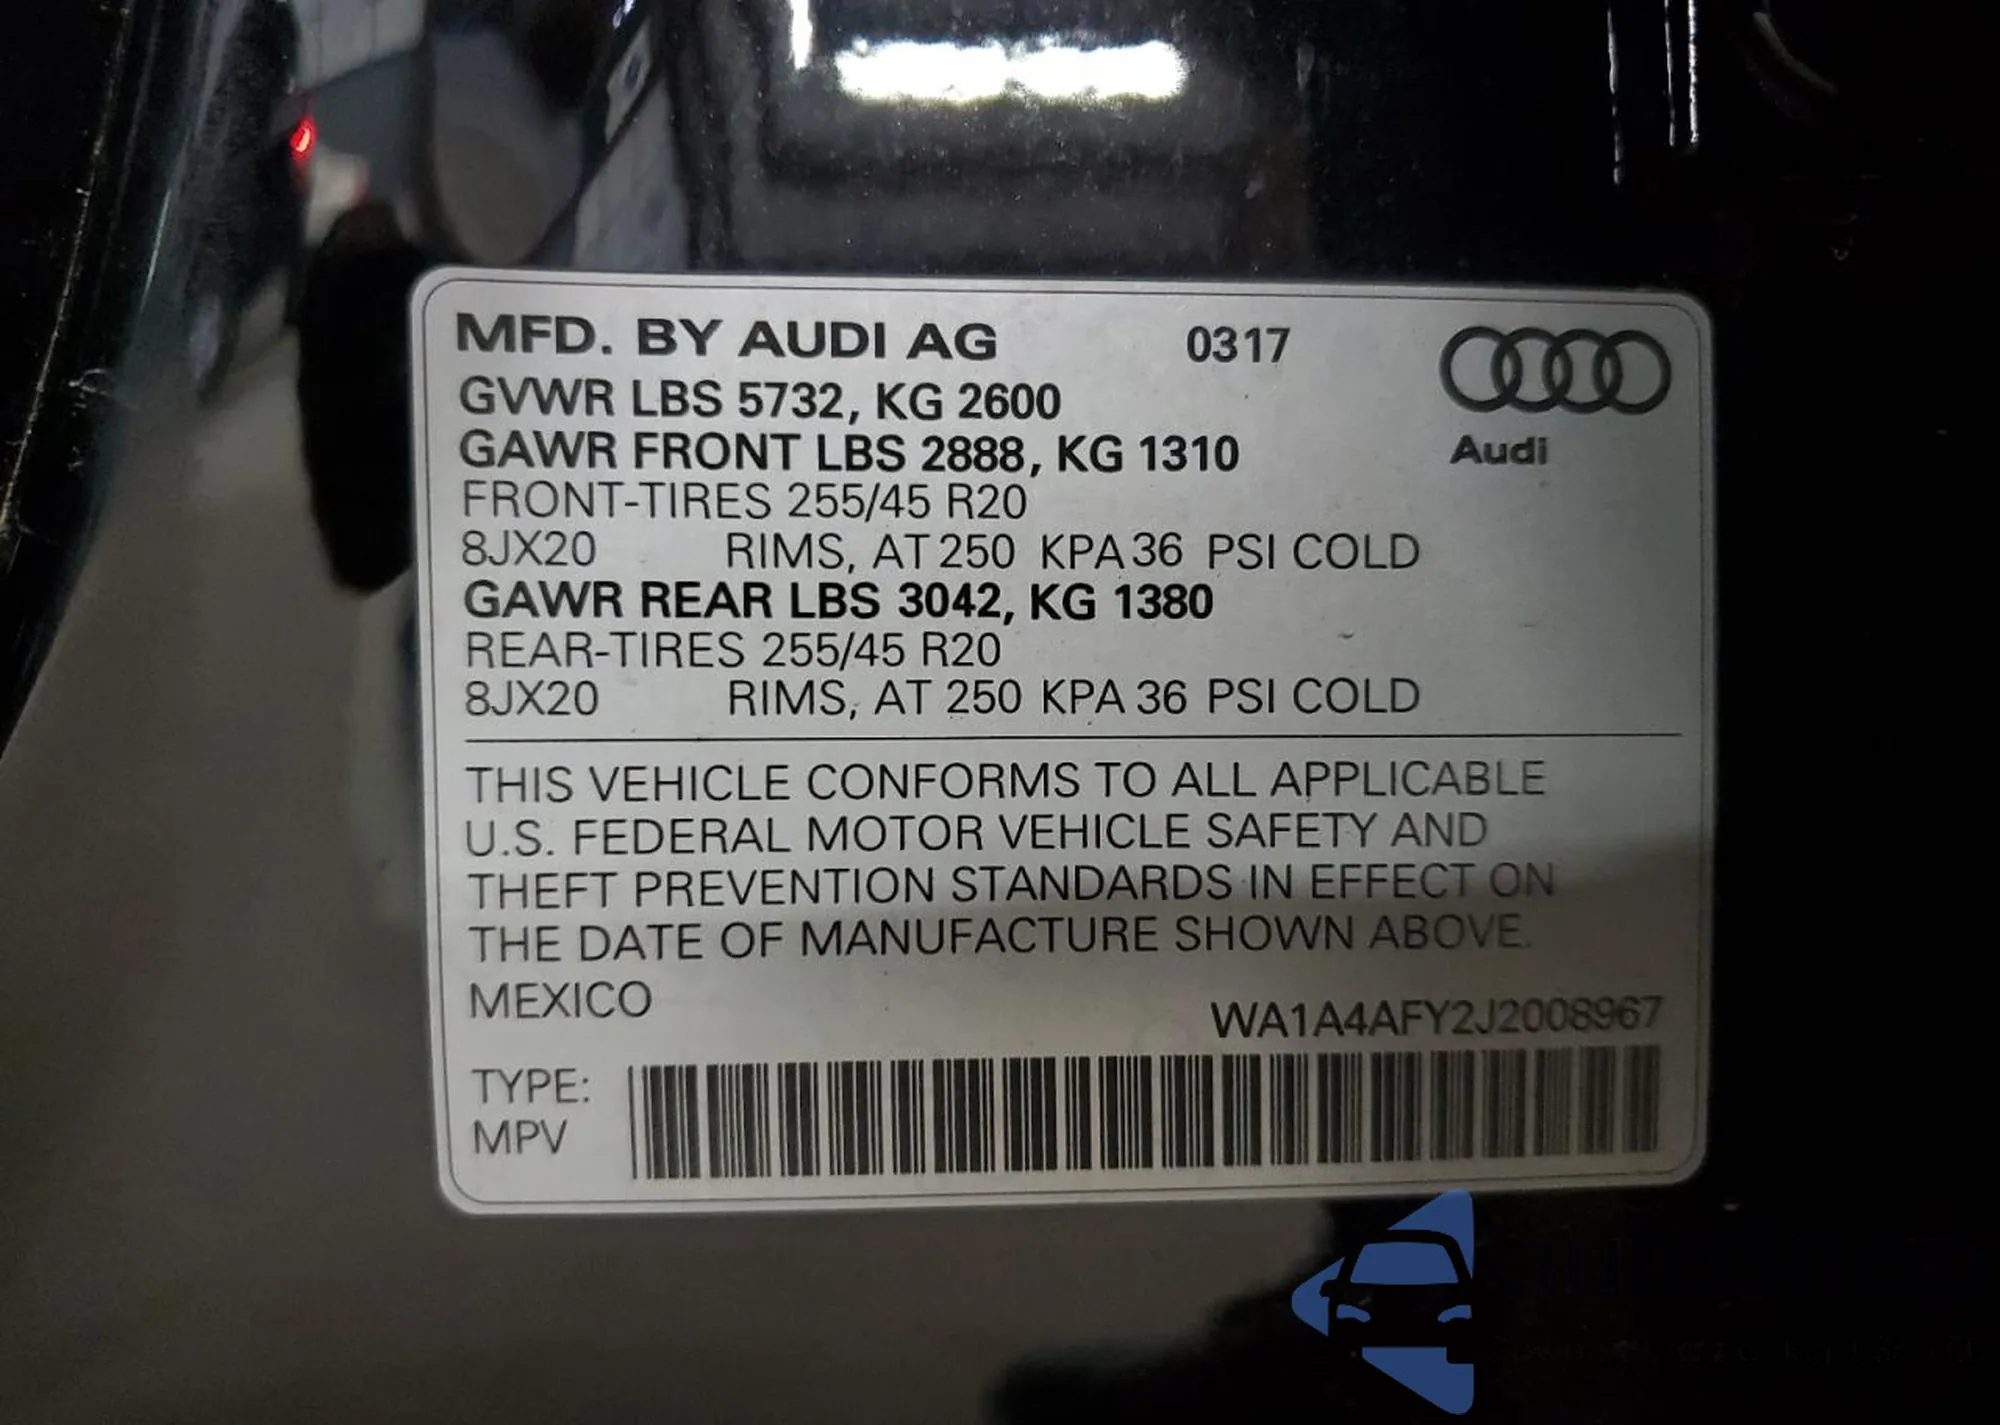 MFD. BY AUDI AG 0317
GVWR LBS 5732, KG 2600
GAWR FRONT LBS 2888, KG 1310
Audi
FRONT-TIRES 255/45 R20
8JX20 RIMS, AT 250 KPA 36 PSI COLD
GAWR REAR LBS 3042, KG 1380
REAR-TIRES 255/45 R20
8JX20 RIMS, AT 250 KPA 36 PSI COLD
THIS VEHICLE CONFORMS TO ALL APPLICABLE
U.S. FEDERAL MOTOR VEHICLE SAFETY AND
THEFT PREVENTION STANDARDS IN EFFECT ON
THE DATE OF MANUFACTURE SHOWN ABOVE.
MEXICO
WA1A4AFY2J2008967
TYPE:
MPV